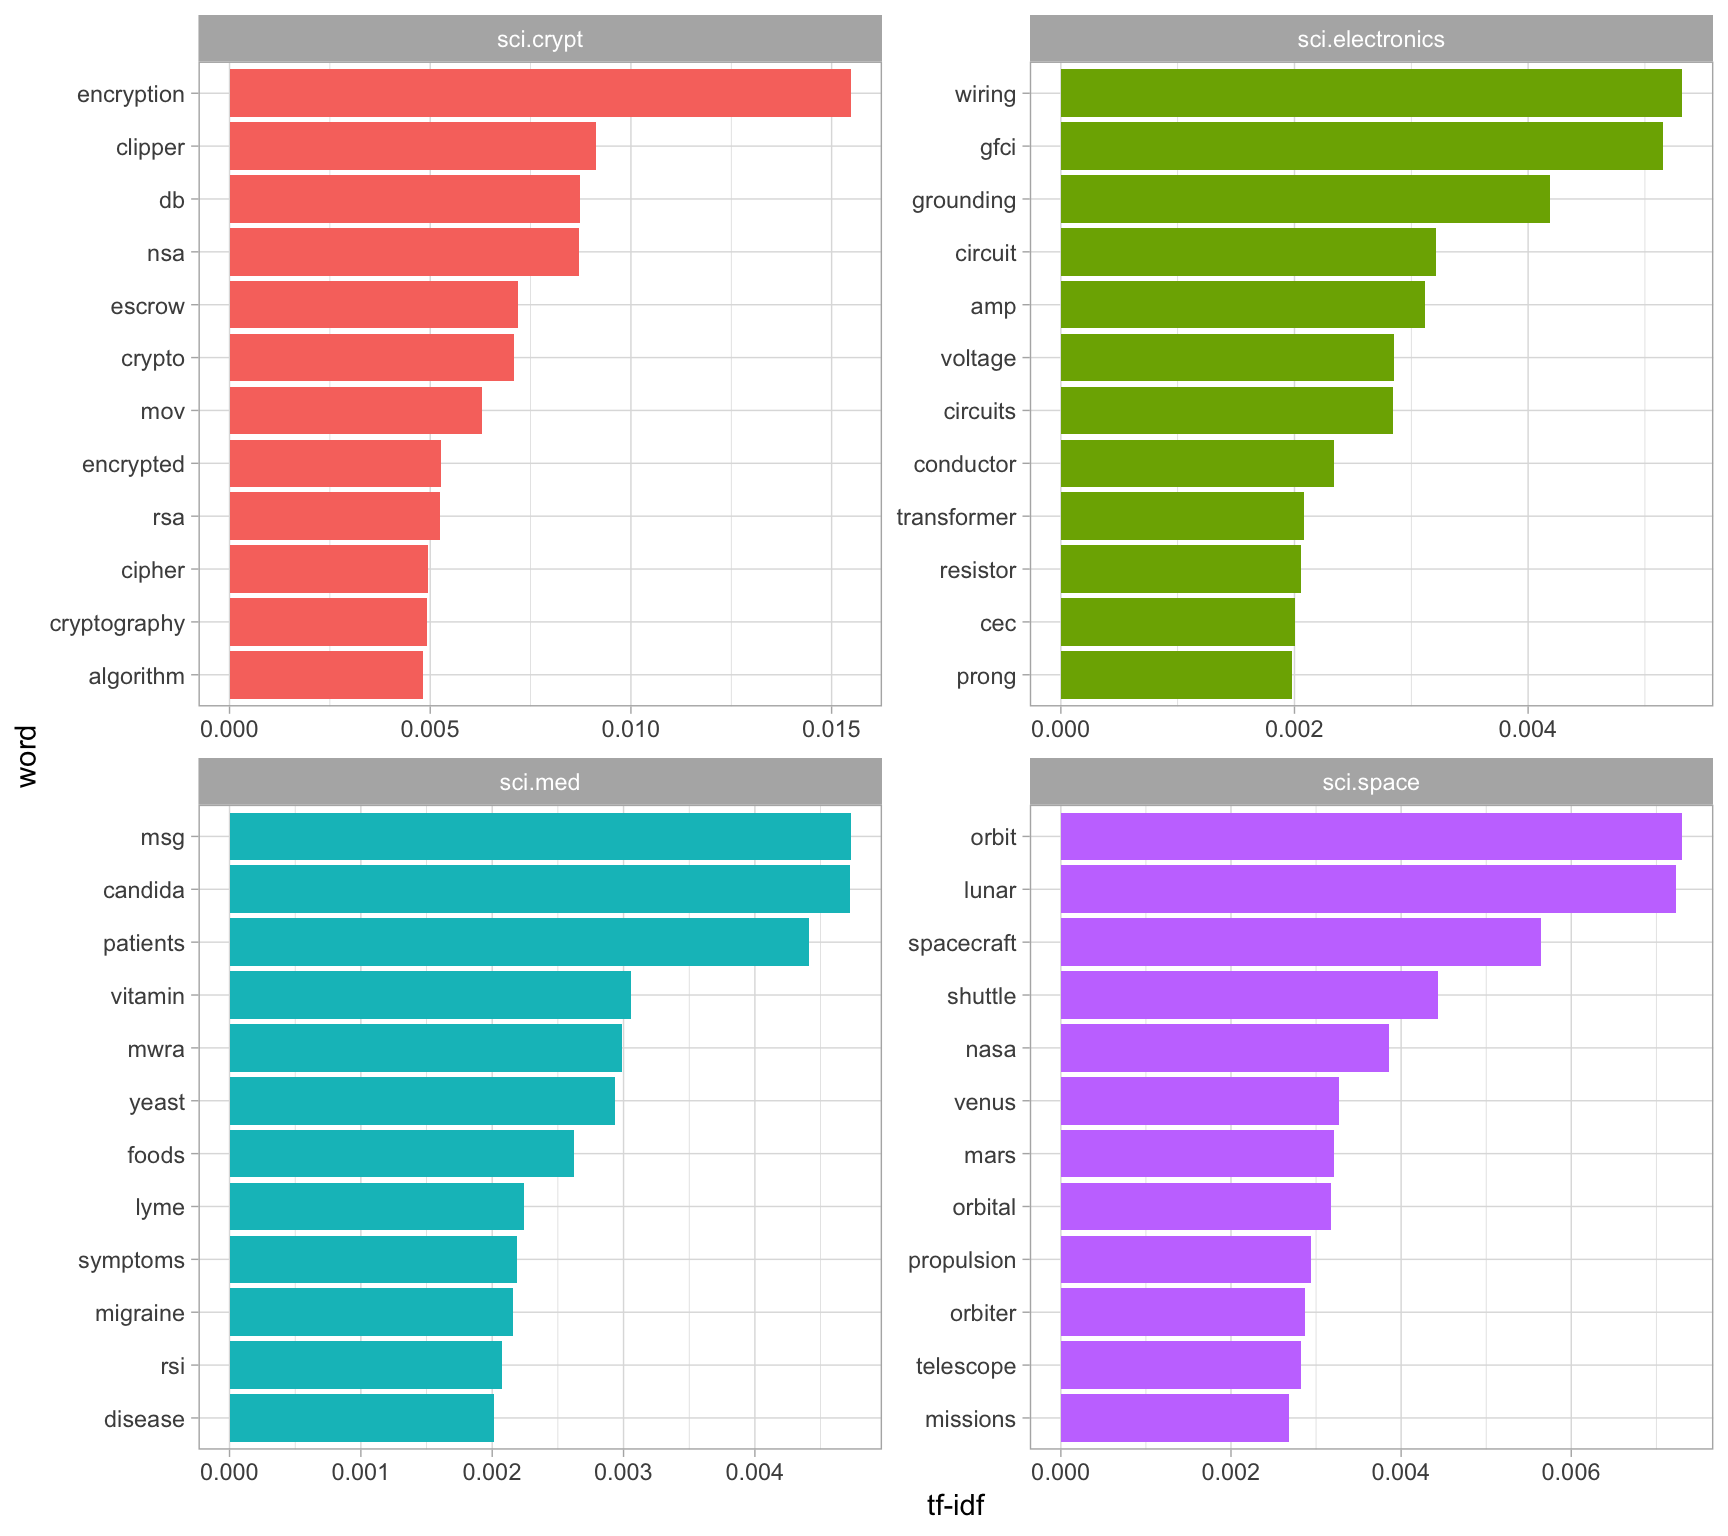 sci.crypt
encryption
clipper
db
nsa
escrow
crypto
mov
encrypted
rsa
cipher
cryptography
algorithm
0.000 0.005 0.010 0.015
sci.electronics
wiring
gfci
grounding
circuit
amp
voltage
circuits
conductor
transformer
resistor
cec
prong
0.000 0.002 0.004
word
sci.med
msg
candida
patients
vitamin
mwra
yeast
foods
lyme
symptoms
migraine
rsi
disease
0.000 0.001 0.002 0.003 0.004
sci.space
orbit
lunar
spacecraft
shuttle
nasa
venus
mars
orbital
propulsion
orbiter
telescope
missions
0.000 0.002 0.004 0.006
tf-idf